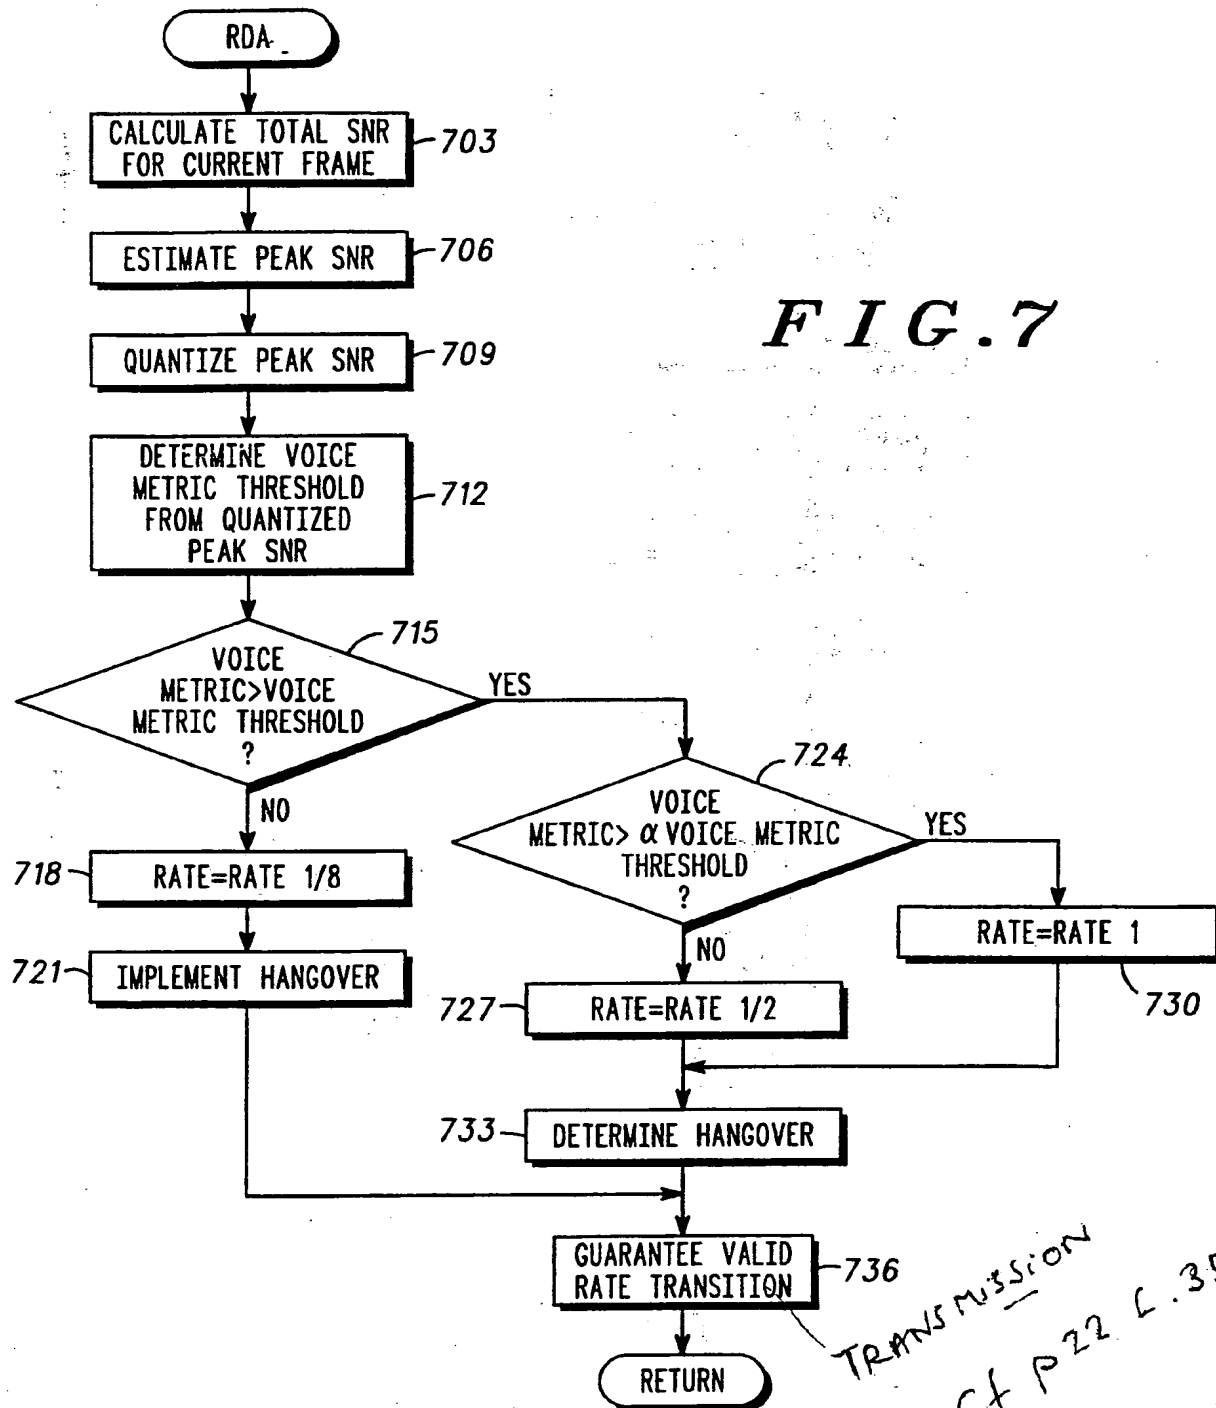 RDA
CALCULATE TOTAL SNR
FOR CURRENT FRAME
703
ESTIMATE PEAK SNR
706
FIG.7
QUANTIZE PEAK SNR
709
DETERMINE VOICE
METRIC THRESHOLD
FROM QUANTIZED
PEAK SNR
712
715
VOICE
METRIC>VOICE
METRIC THRESHOLD
?
YES
NO
724
VOICE
METRIC> α VOICE METRIC
THRESHOLD
?
YES
NO
718
RATE=RATE 1/8
RATE=RATE 1
730
721
IMPLEMENT HANGOVER
727
RATE=RATE 1/2
733
DETERMINE HANGOVER
GUARANTEE VALID
RATE TRANSITION
736
TRANSMISSION
cf p22 L.35
RETURN